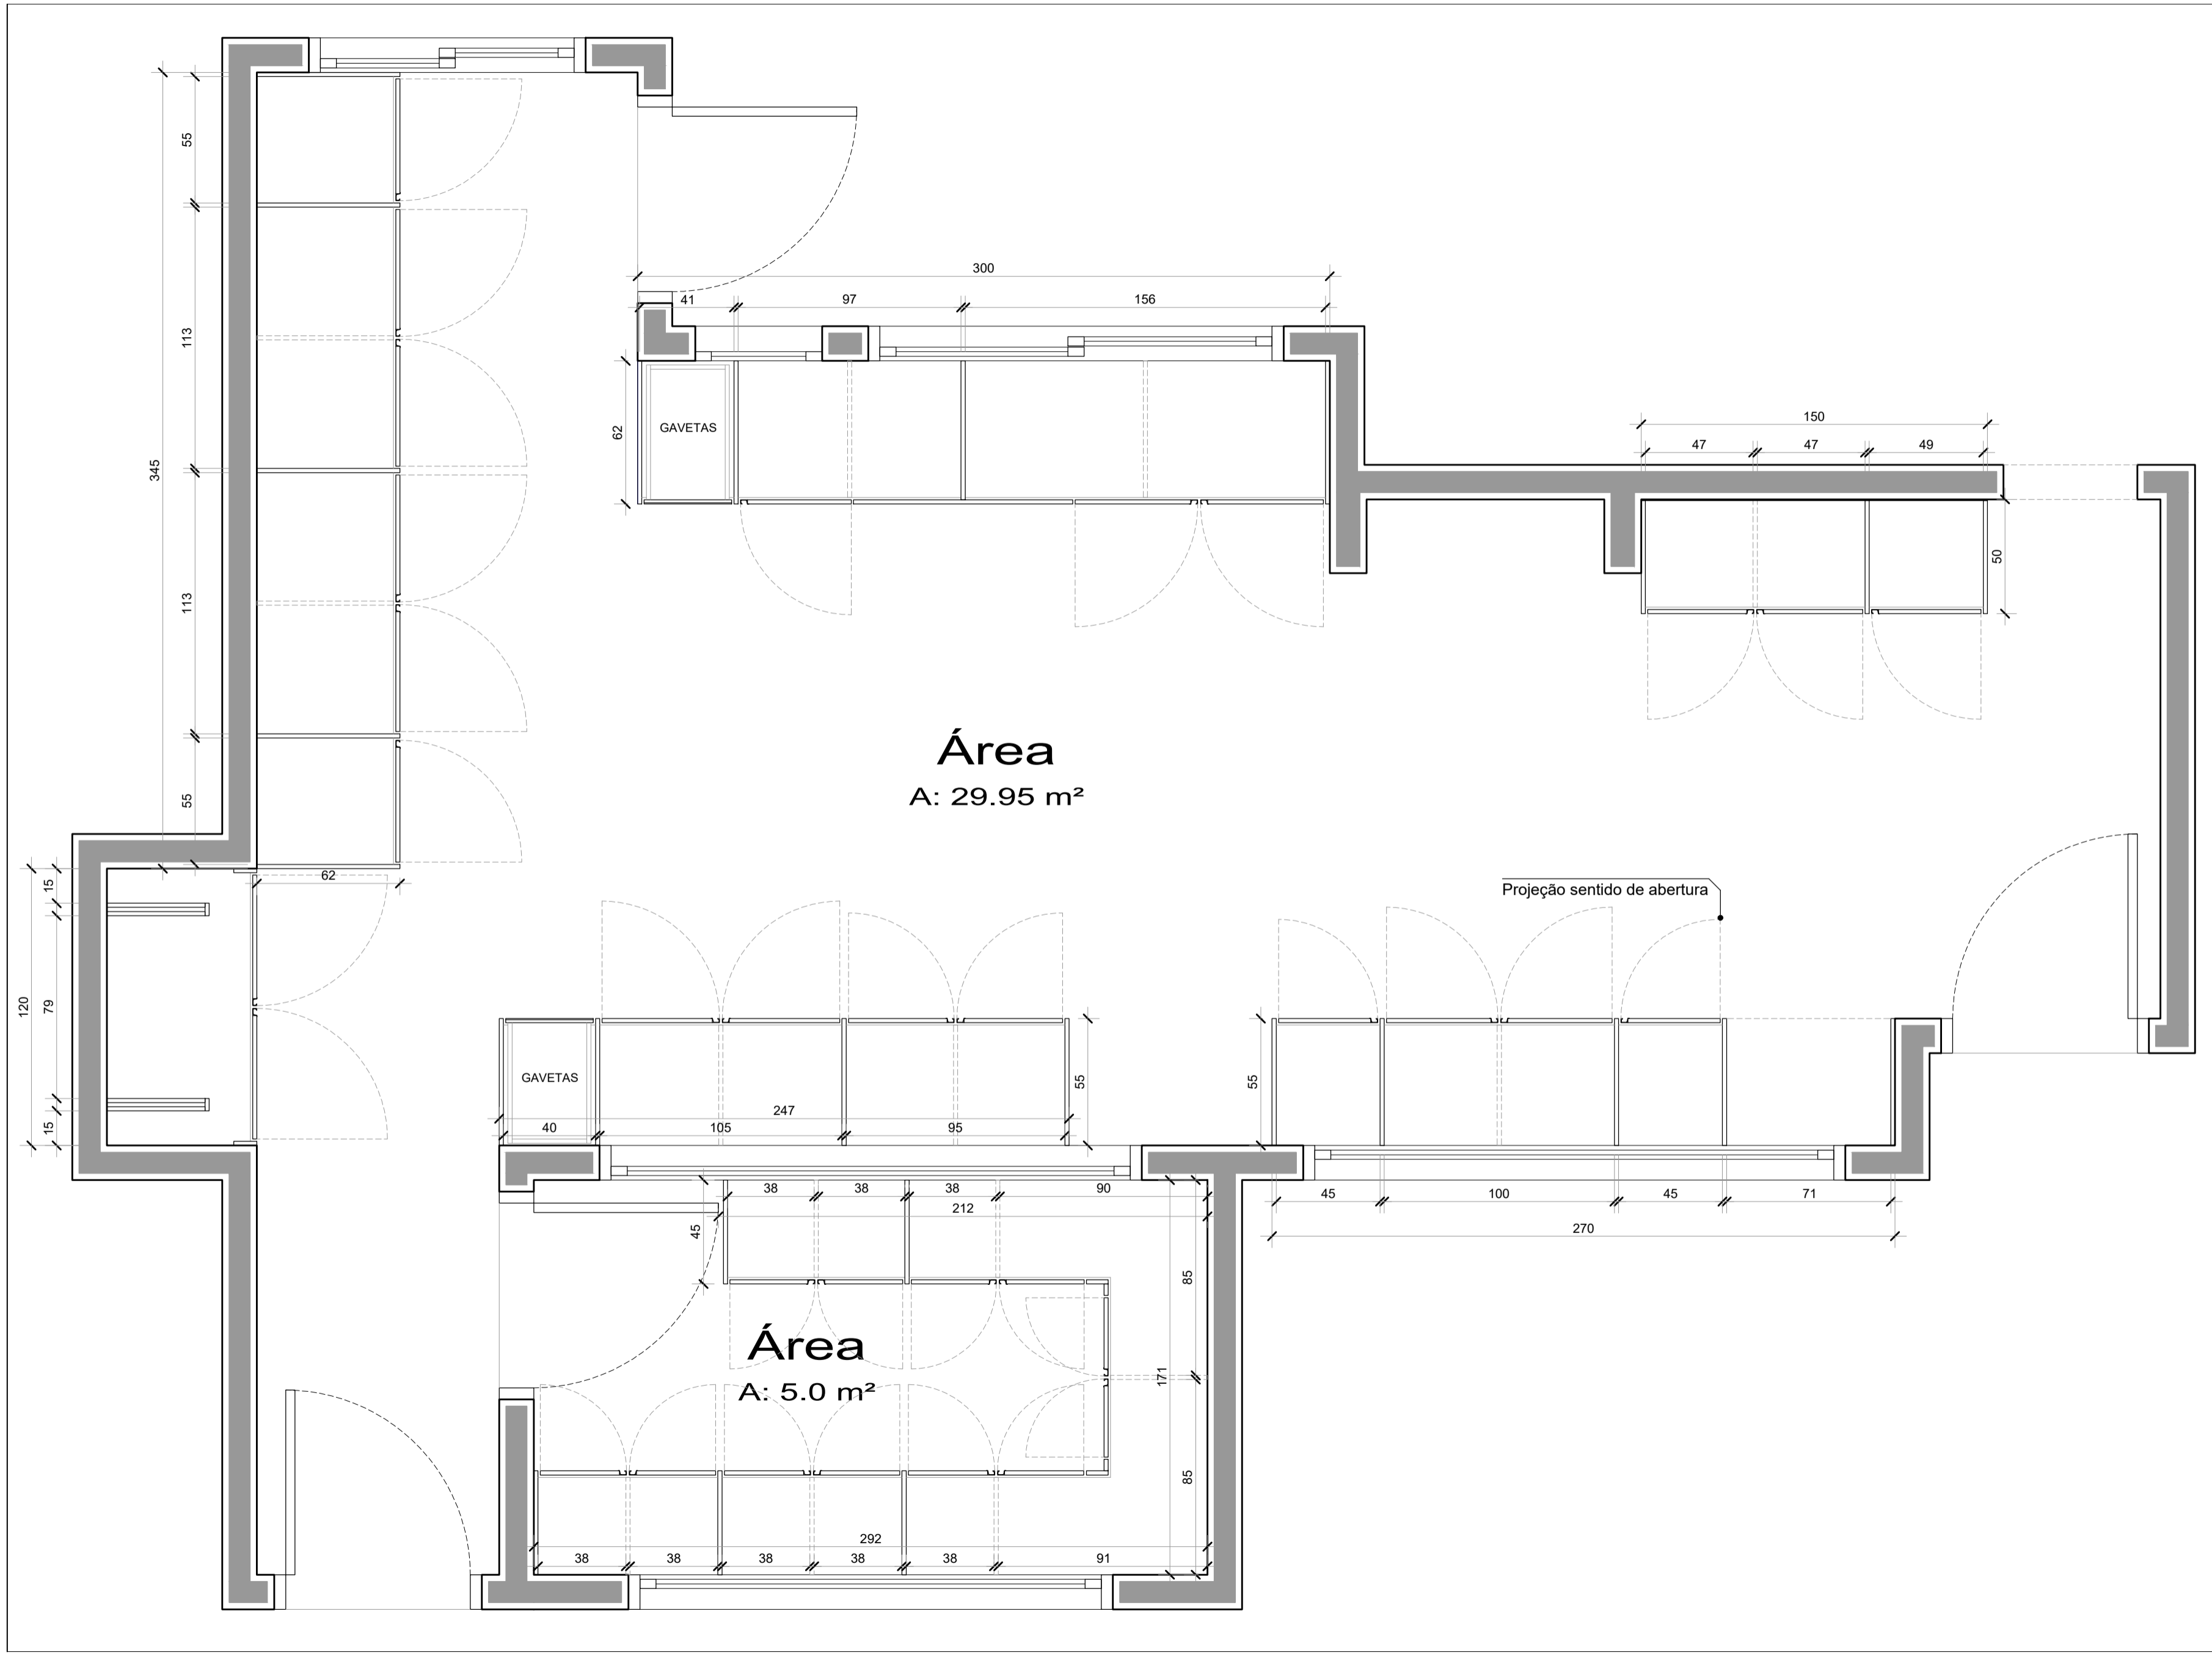 300
41 97 156
55
150
47 47 49
GAVETAS
62
113
345
50
113
Área
A: 29.95 m²
55
62
15
Projeção sentido de abertura
79
120
GAVETAS
55
55
247
40 105 95
15
38 38 38 90
45 100 45 71
212
45
270
85
Área
171
A: 5.0 m²
85
292
38 38 38 38 38 91